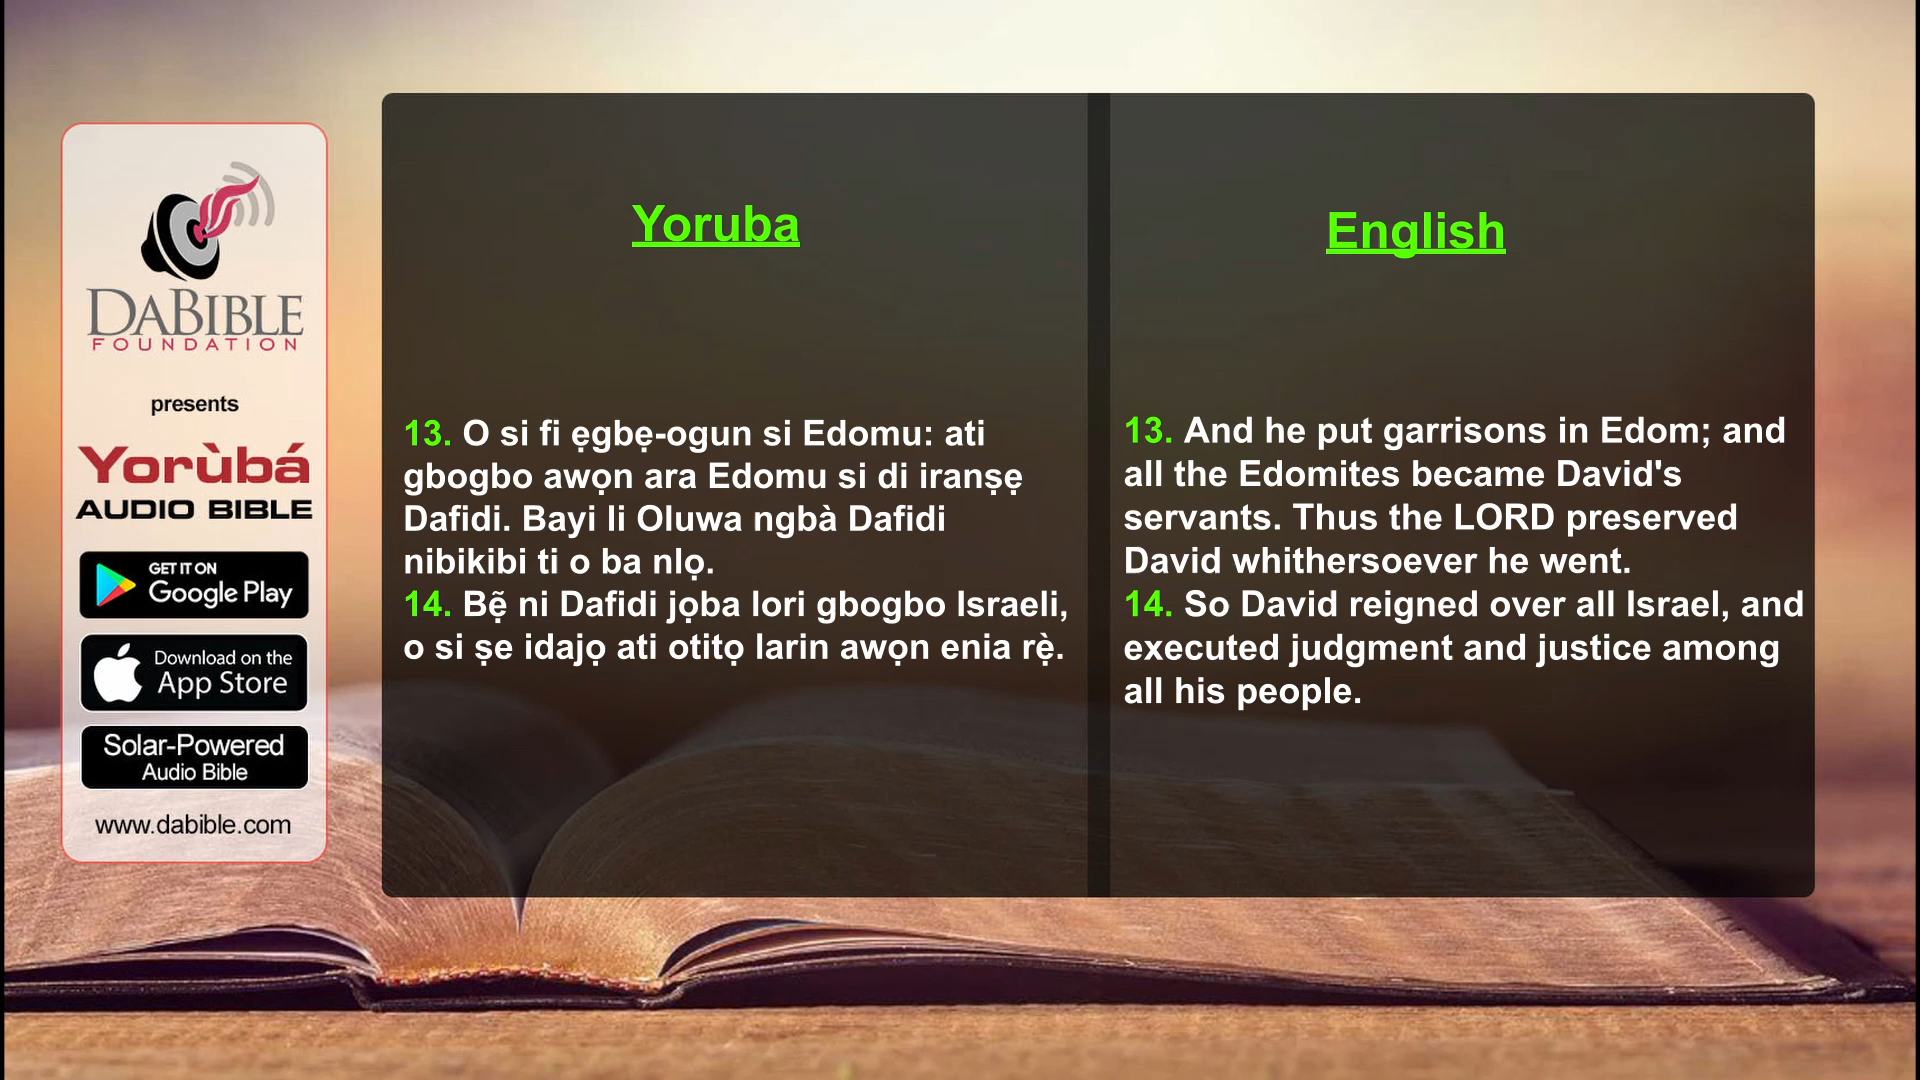 DABIBLE
FOUNDATION
presents
Yorùbá
AUDIO BIBLE
GET IT ON
Google Play
Download on the
App Store
Solar-Powered
Audio Bible
www.dabible.com
Yoruba
13. O si fi ẹgbẹ-ogun si Edomu: ati
gbogbo awọn ara Edomu si di iranṣẹ
Dafidi. Bayi li Oluwa ngbà Dafidi
nibikibi ti o ba nlọ.
14. Bẹ̃ ni Dafidi jọba lori gbogbo Israeli,
o si ṣe idajọ ati otitọ larin awọn enia rẹ̀.
English
13. And he put garrisons in Edom; and
all the Edomites became David's
servants. Thus the LORD preserved
David whithersoever he went.
14. So David reigned over all Israel, and
executed judgment and justice among
all his people.